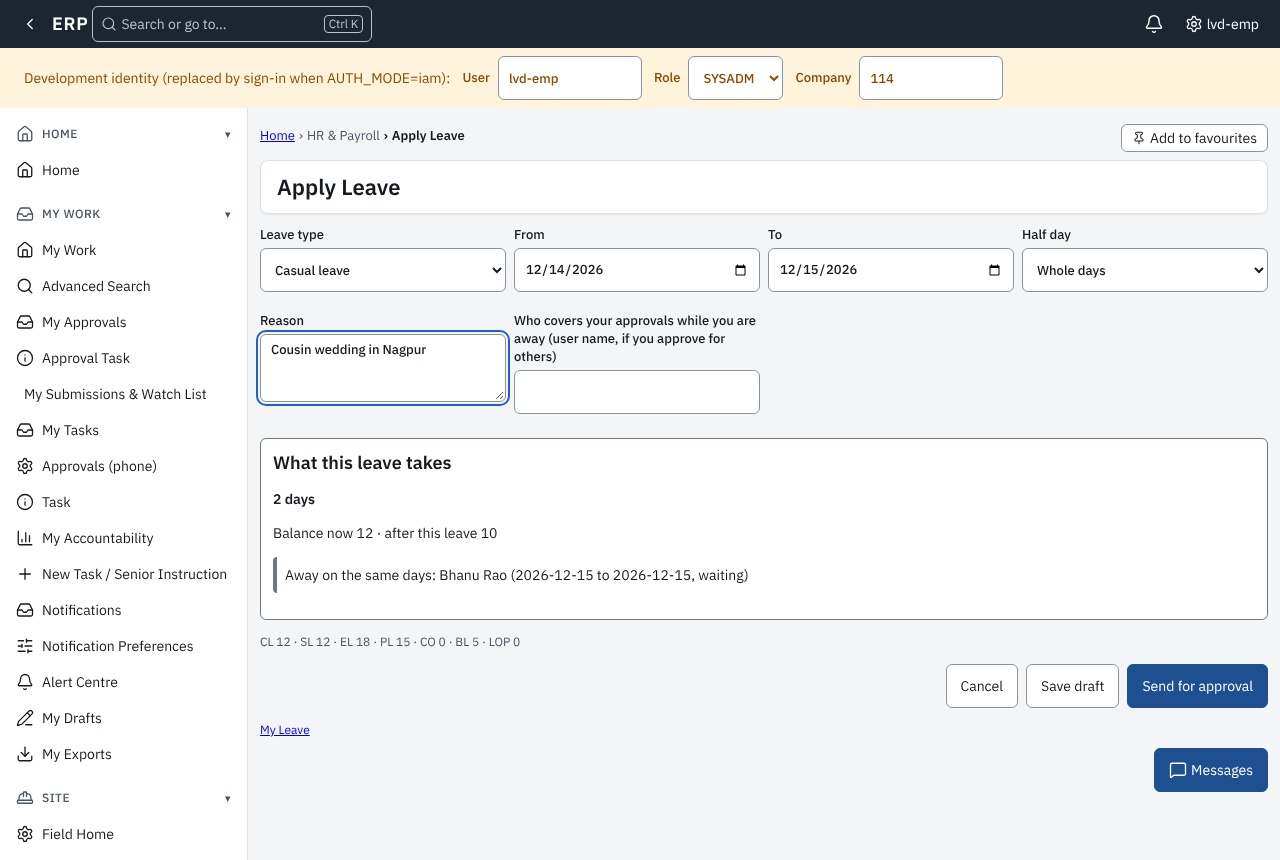 ERP
Search or go to...
Ctrl K
lvd-emp
Development identity (replaced by sign-in when AUTH_MODE=iam):
User
lvd-emp
Role
SYSADM
Company
114
HOME
Home
MY WORK
My Work
Advanced Search
My Approvals
Approval Task
My Submissions & Watch List
My Tasks
Approvals (phone)
Task
My Accountability
New Task / Senior Instruction
Notifications
Notification Preferences
Alert Centre
My Drafts
My Exports
SITE
Field Home
Home › HR & Payroll › Apply Leave
Add to favourites
Apply Leave
Leave type
Casual leave
From
12/14/2026
To
12/15/2026
Half day
Whole days
Reason
Cousin wedding in Nagpur
Who covers your approvals while you are
away (user name, if you approve for
others)
What this leave takes
2 days
Balance now 12 · after this leave 10
Away on the same days: Bhanu Rao (2026-12-15 to 2026-12-15, waiting)
CL 12 · SL 12 · EL 18 · PL 15 · CO 0 · BL 5 · LOP 0
Cancel
Save draft
Send for approval
My Leave
Messages